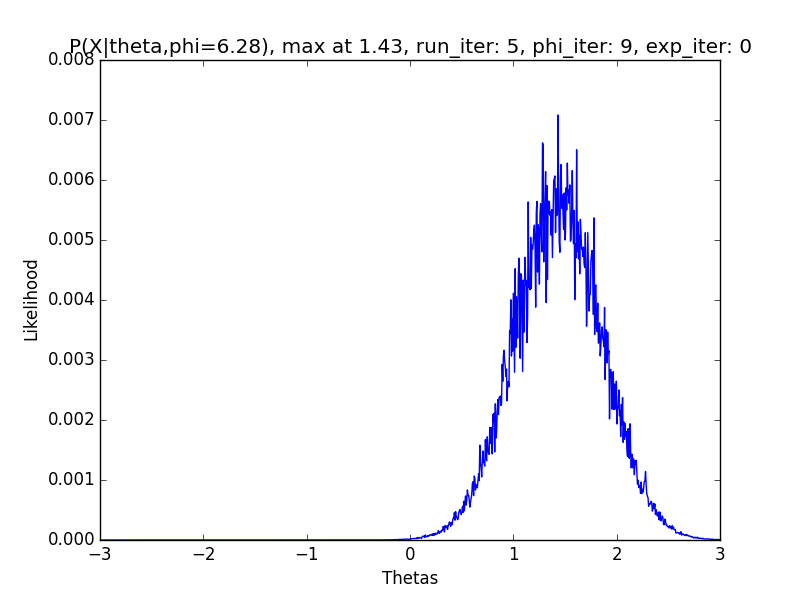 P(X|theta,phi=6.28), max at 1.43, run_iter: 5, phi_iter: 9, exp_iter: 0
0.008
0.007
0.006
0.005
0.004
0.003
0.002
0.001
0.000
Likelihood
−3 −2 −1 0 1 2 3
Thetas